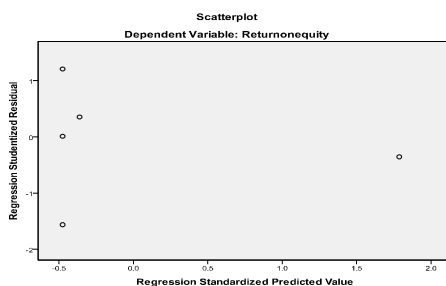 Scatterplot
Dependent Variable: Returnonequity
Regression Studentized Residual
1
0
-1
-2
-0.5 0.0 0.5 1.0 1.5 2.0
Regression Standardized Predicted Value